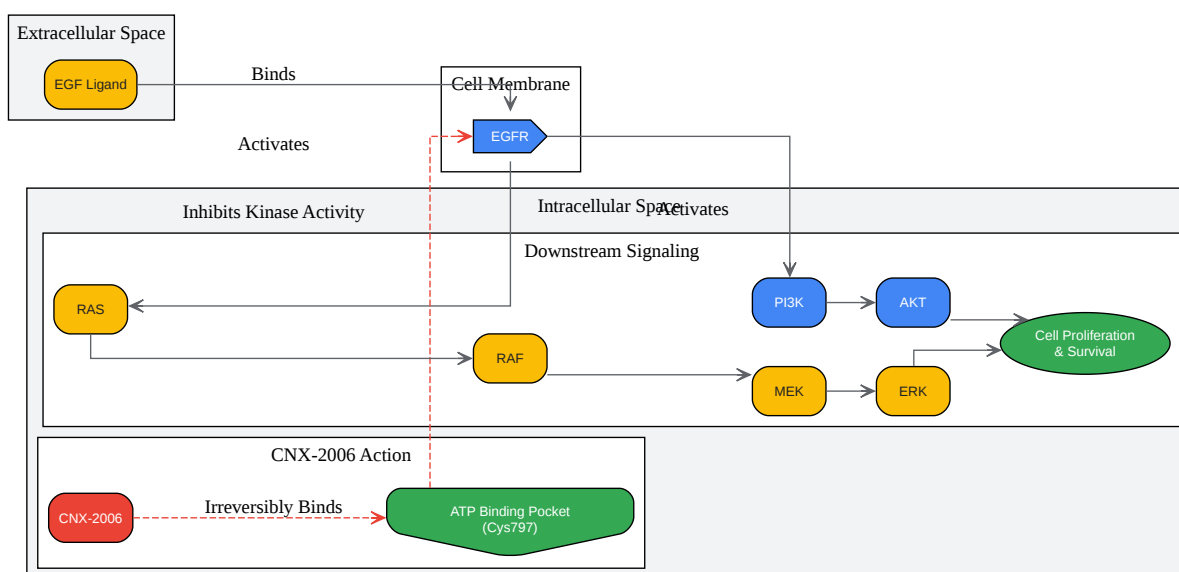 Extracellular Space
EGF Ligand
Binds
Cell Membrane
EGFR
Activates
Inhibits Kinase Activity
Intracellular Space
Activates
Downstream Signaling
RAS
PI3K
AKT
RAF
Cell Proliferation
& Survival
MEK
ERK
CNX-2006 Action
CNX-2006
Irreversibly Binds
ATP Binding Pocket
(Cys797)